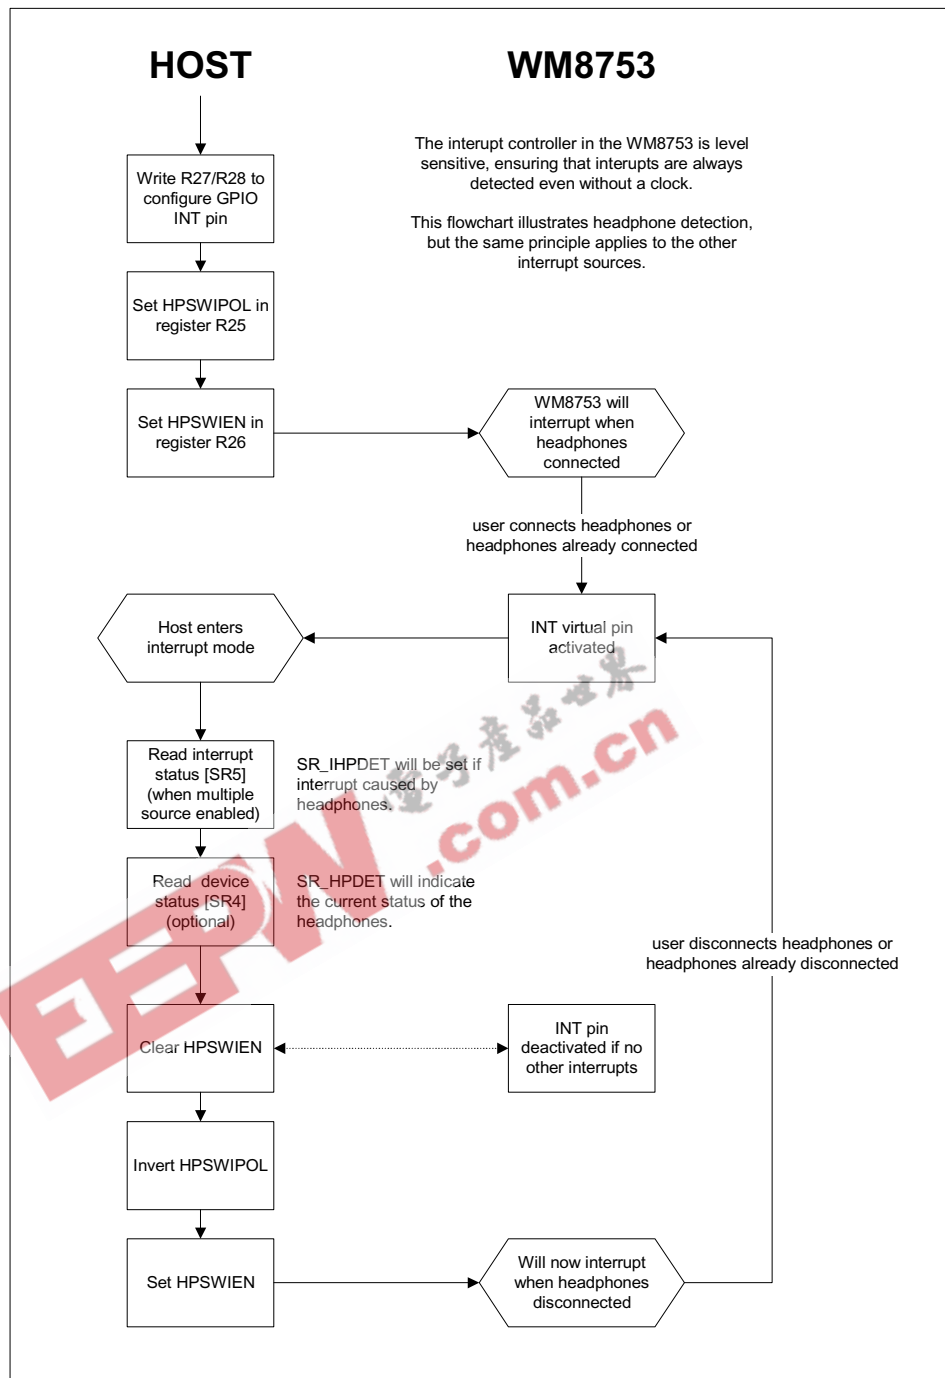 HOST
WM8753
The interupt controller in the WM8753 is level
sensitive, ensuring that interupts are always
detected even without a clock.
This flowchart illustrates headphone detection,
but the same principle applies to the other
interrupt sources.
Write R27/R28 to
configure GPIO
INT pin
Set HPSWIPOL in
register R25
Set HPSWIEN in
register R26
WM8753 will
interrupt when
headphones
connected
user connects headphones or
headphones already connected
Host enters
interrupt mode
INT virtual pin
activated
Read interrupt
status [SR5]
(when multiple
source enabled)
SR_IHPDET will be set if
interrupt caused by
headphones.
Read device
status [SR4]
(optional)
SR_HPDET will indicate
the current status of the
headphones.
user disconnects headphones or
headphones already disconnected
Clear HPSWIEN
INT pin
deactivated if no
other interrupts
Invert HPSWIPOL
Set HPSWIEN
Will now interrupt
when headphones
disconnected
電子產品世界
EEPW.com.cn